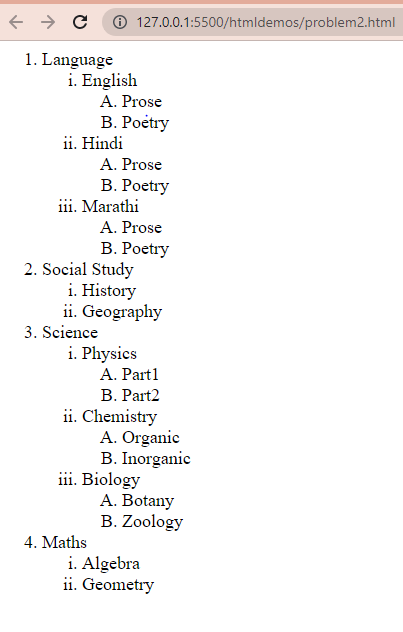 127.0.0.1:5500/htmldemos/problem2.html
1. Language
i. English
A. Prose
B. Poetry
ii. Hindi
A. Prose
B. Poetry
iii. Marathi
A. Prose
B. Poetry
2. Social Study
i. History
ii. Geography
3. Science
i. Physics
A. Part1
B. Part2
ii. Chemistry
A. Organic
B. Inorganic
iii. Biology
A. Botany
B. Zoology
4. Maths
i. Algebra
ii. Geometry